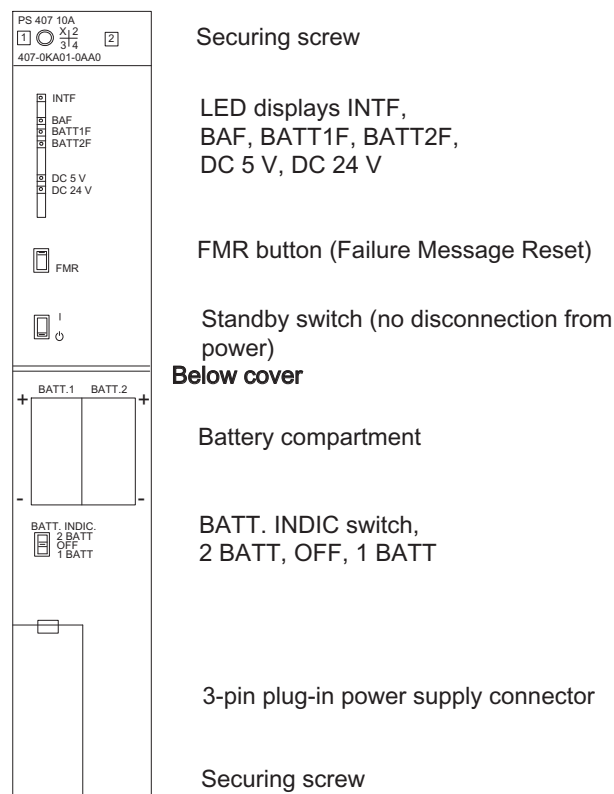 PS 407 10A
1 X 2
3 4 2
407-0KA01-0AA0
Securing screw
INTF
BAF
BATT1F
BATT2F
DC 5 V
DC 24 V
LED displays INTF,
BAF, BATT1F, BATT2F,
DC 5 V, DC 24 V
FMR
FMR button (Failure Message Reset)
I
Standby switch (no disconnection from
power)
Below cover
BATT.1 BATT.2
+ +
Battery compartment
- -
BATT. INDIC.
2 BATT
OFF
1 BATT
BATT. INDIC switch,
2 BATT, OFF, 1 BATT
3-pin plug-in power supply connector
Securing screw